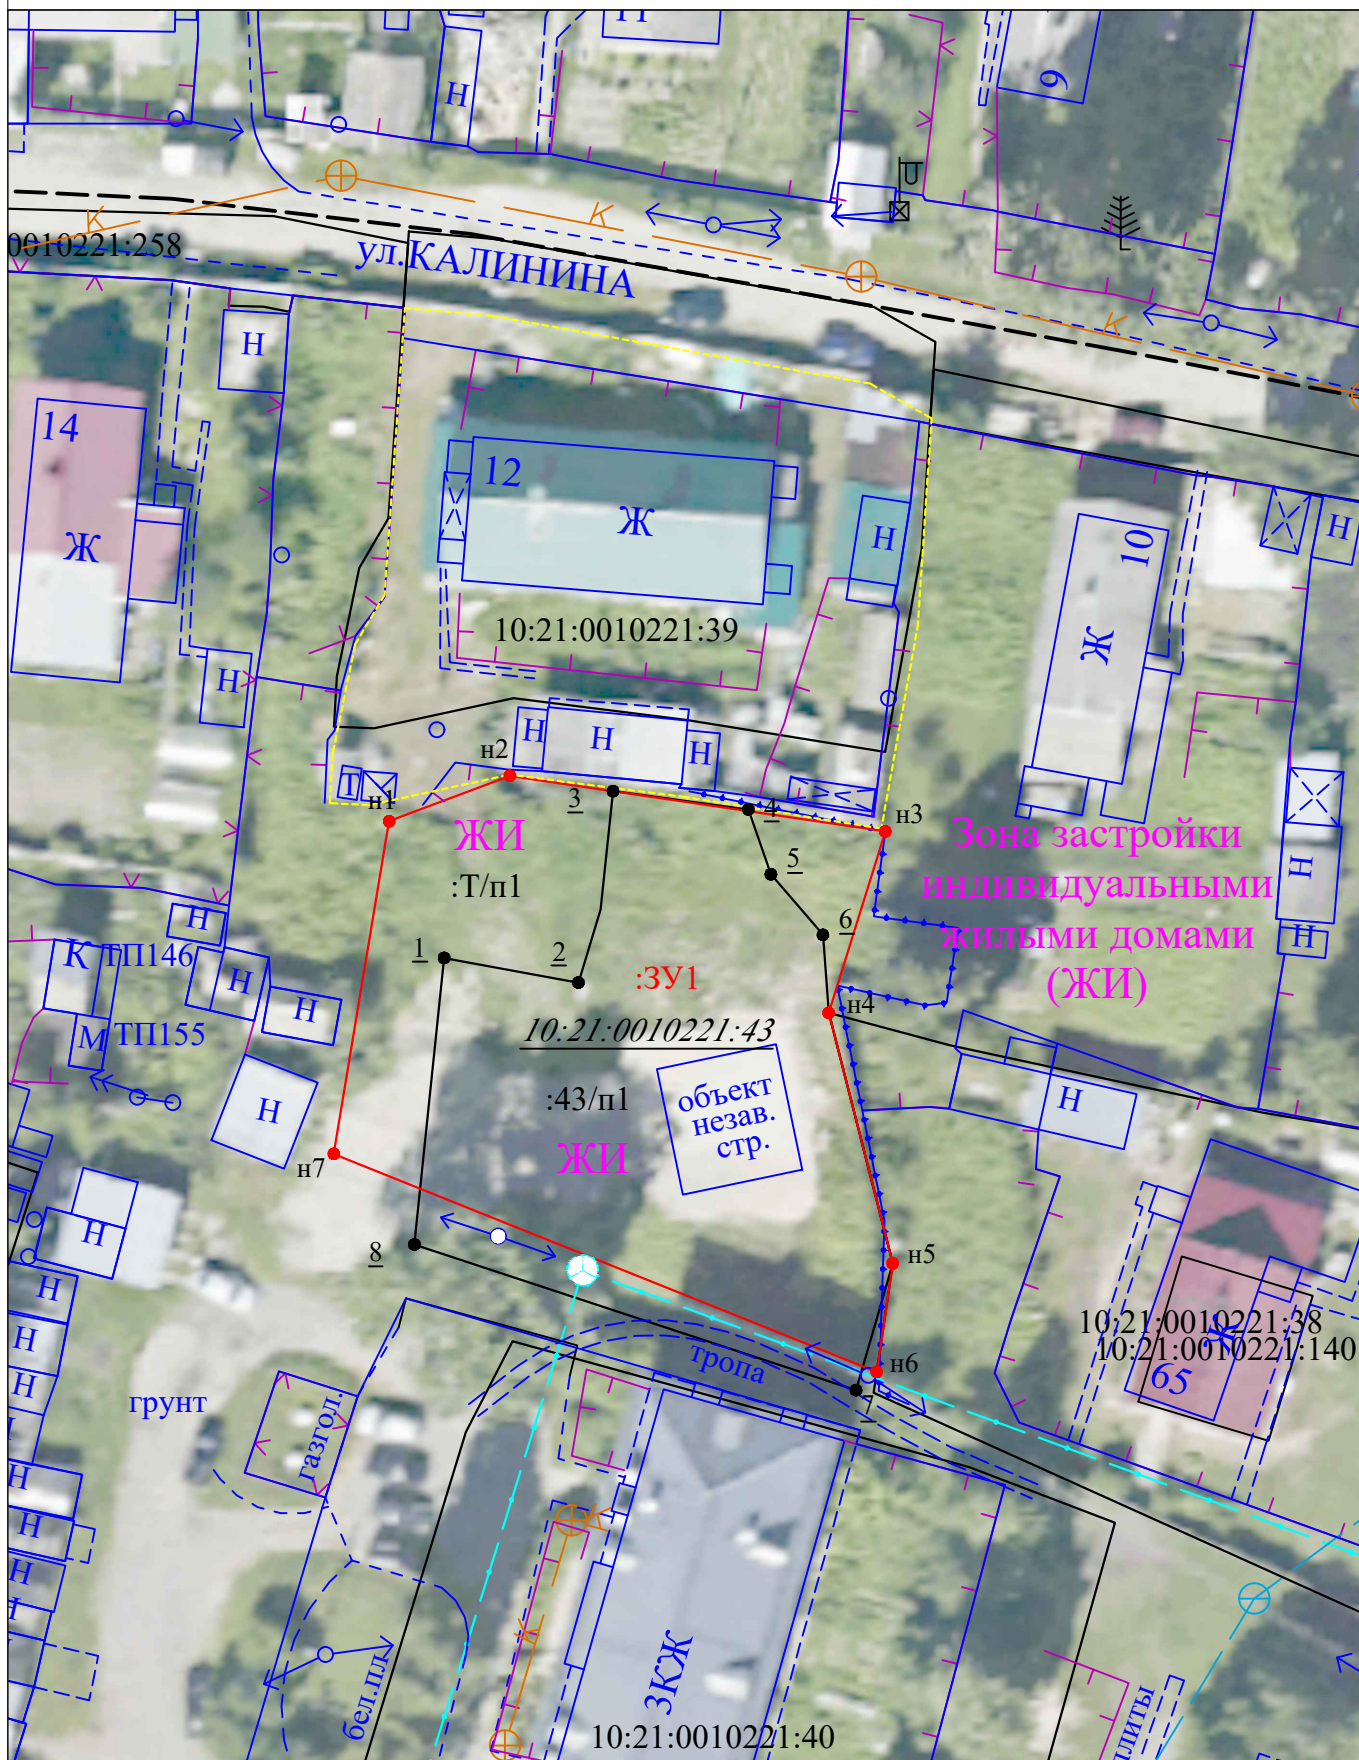 Н
9
U
К
К
0010221:258
ул.КАЛИНИНА
К
Н
14
12
Ж
Ж
Н
10
Н
Ж
10:21:0010221:39
Н
Н
Н
Н
н2
Т
н1
3
4
н3
ЖИ
Зона застройки
индивидуальными
жилыми домами
(ЖИ)
:Т/п1
5
Н
6
Н
Н
К ТП146
1
2
Н
:ЗУ1
Н
н4
М ТП155
10:21:0010221:43
:43/п1
объект
незав.
стр.
Н
Н
ЖИ
н7
Н
8
н5
Н
Н
10:21:0010221:38
Ж
10:21:0010221:140
65
н6
тропа
7
Н
грунт
газгол.
Н
Н
К
Н
К
Н
3КЖ
бел.пл
плиты
10:21:0010221:40